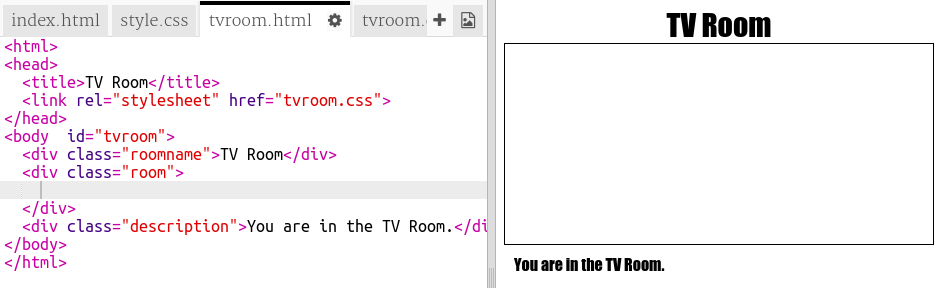 index.html style.css tvroom.html tvroom.
<html>
<head>
<title>TV Room</title>
<link rel="stylesheet" href="tvroom.css">
</head>
<body  id="tvroom">
<div class="roomname">TV Room</div>
<div class="room">
</div>
<div class="description">You are in the TV Room.</di
</body>
</html>
TV Room
You are in the TV Room.